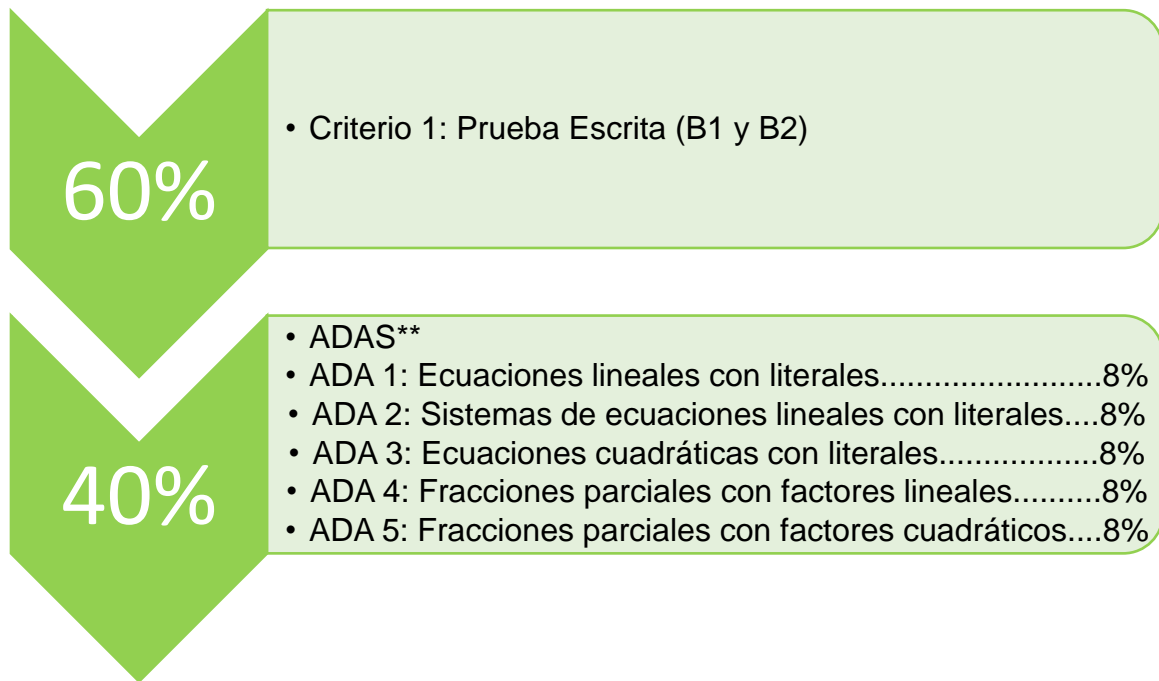 60%
• Criterio 1: Prueba Escrita (B1 y B2)
40%
• ADAS**
• ADA 1: Ecuaciones lineales con literales........................8%
• ADA 2: Sistemas de ecuaciones lineales con literales....8%
• ADA 3: Ecuaciones cuadráticas con literales..................8%
• ADA 4: Fracciones parciales con factores lineales..........8%
• ADA 5: Fracciones parciales con factores cuadráticos....8%